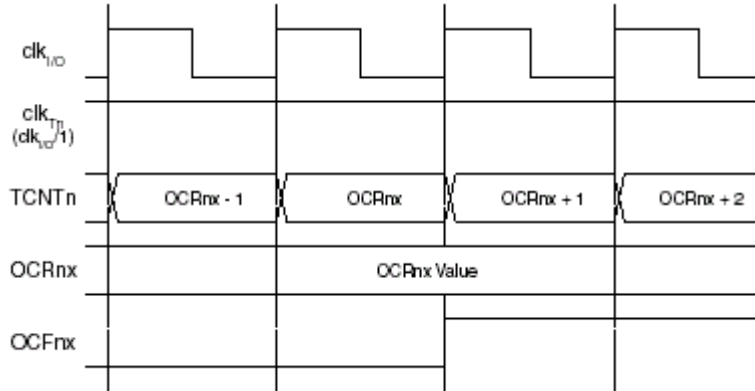 clk I/O
clk Tn
(clk I/O /1)
TCNTn
OCRnx - 1
OCRnx
OCRnx + 1
OCRnx + 2
OCRnx
OCRnx Value
OCFnx